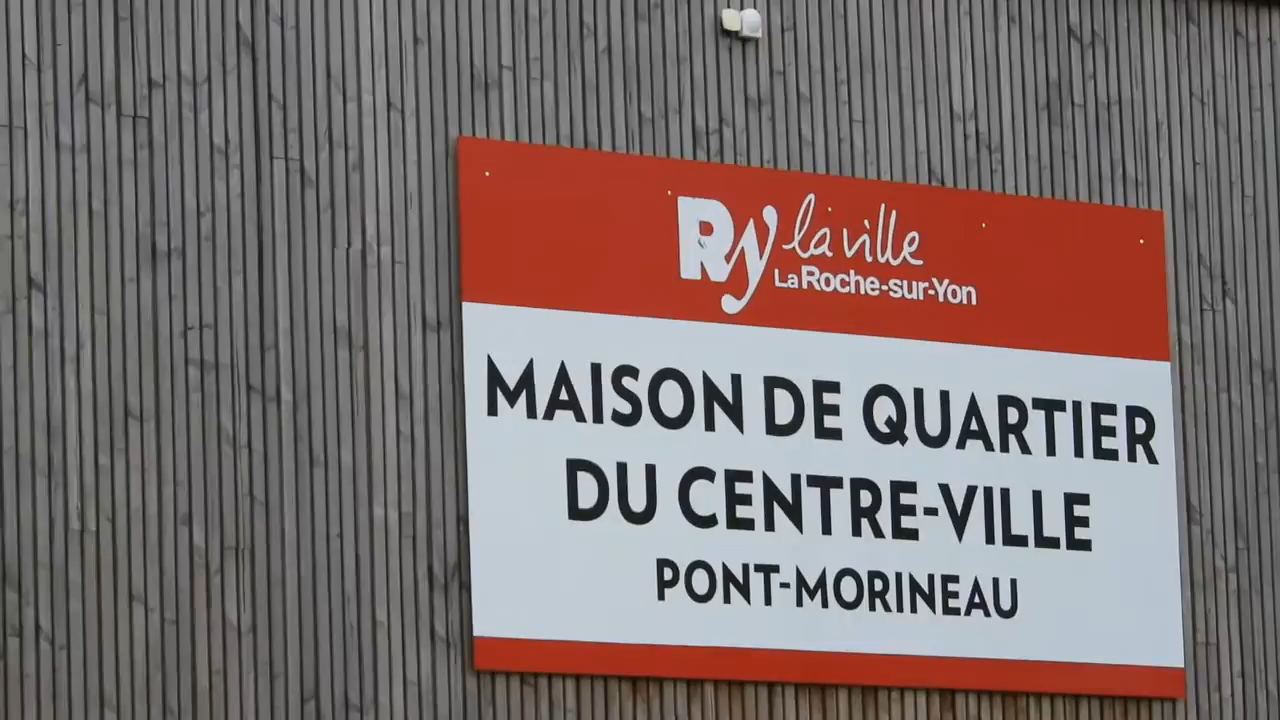 Ry la ville
La Roche-sur-Yon
MAISON DE QUARTIER
DU CENTRE-VILLE
PONT-MORINEAU